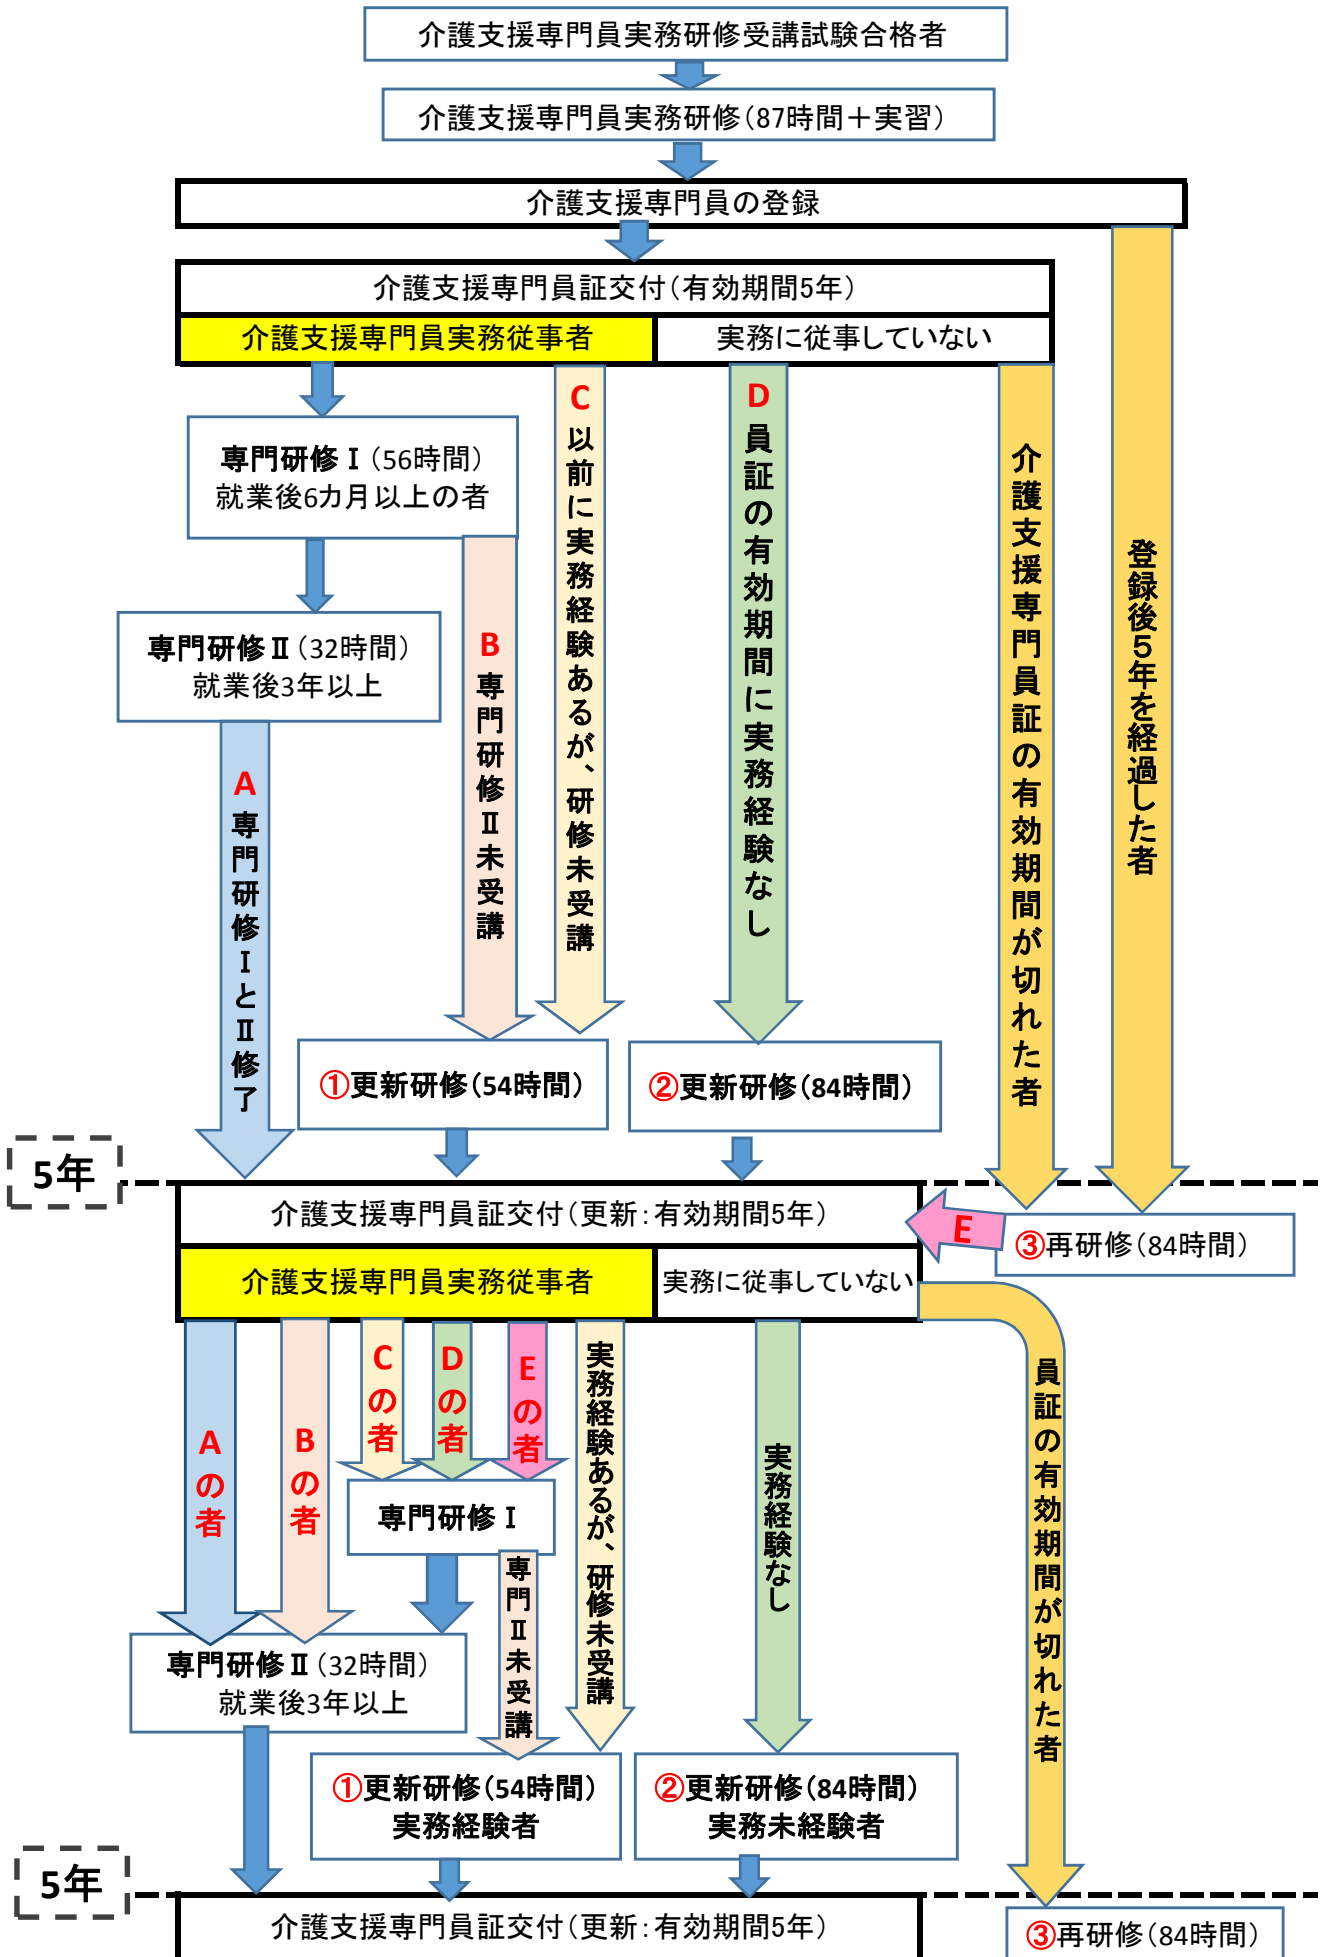 介護支援専門員実務研修受講試験合格者
介護支援専門員実務研修（87時間＋実習）
介護支援専門員の登録
介護支援専門員証交付（有効期間5年）
介護支援専門員実務従事者
実務に従事していない
専門研修Ⅰ（56時間）
就業後6カ月以上の者
専門研修Ⅱ（32時間）
就業後3年以上
A
専門研修ⅠとⅡ修了
B
専門研修Ⅱ未受講
C
以前に実務経験あるが、研修未受講
D
員証の有効期間に実務経験なし
介護支援専門員証の有効期間が切れた者
登録後５年を経過した者
①更新研修（54時間）
②更新研修（84時間）
5年
介護支援専門員証交付（更新：有効期間5年）
E
③再研修（84時間）
介護支援専門員実務従事者
実務に従事していない
Aの者
Bの者
Cの者
Dの者
Eの者
実務経験あるが、研修未受講
実務経験なし
員証の有効期間が切れた者
専門研修Ⅰ
専門Ⅱ未受講
専門研修Ⅱ（32時間）
就業後3年以上
①更新研修（54時間）
実務経験者
②更新研修（84時間）
実務未経験者
5年
介護支援専門員証交付（更新：有効期間5年）
③再研修（84時間）